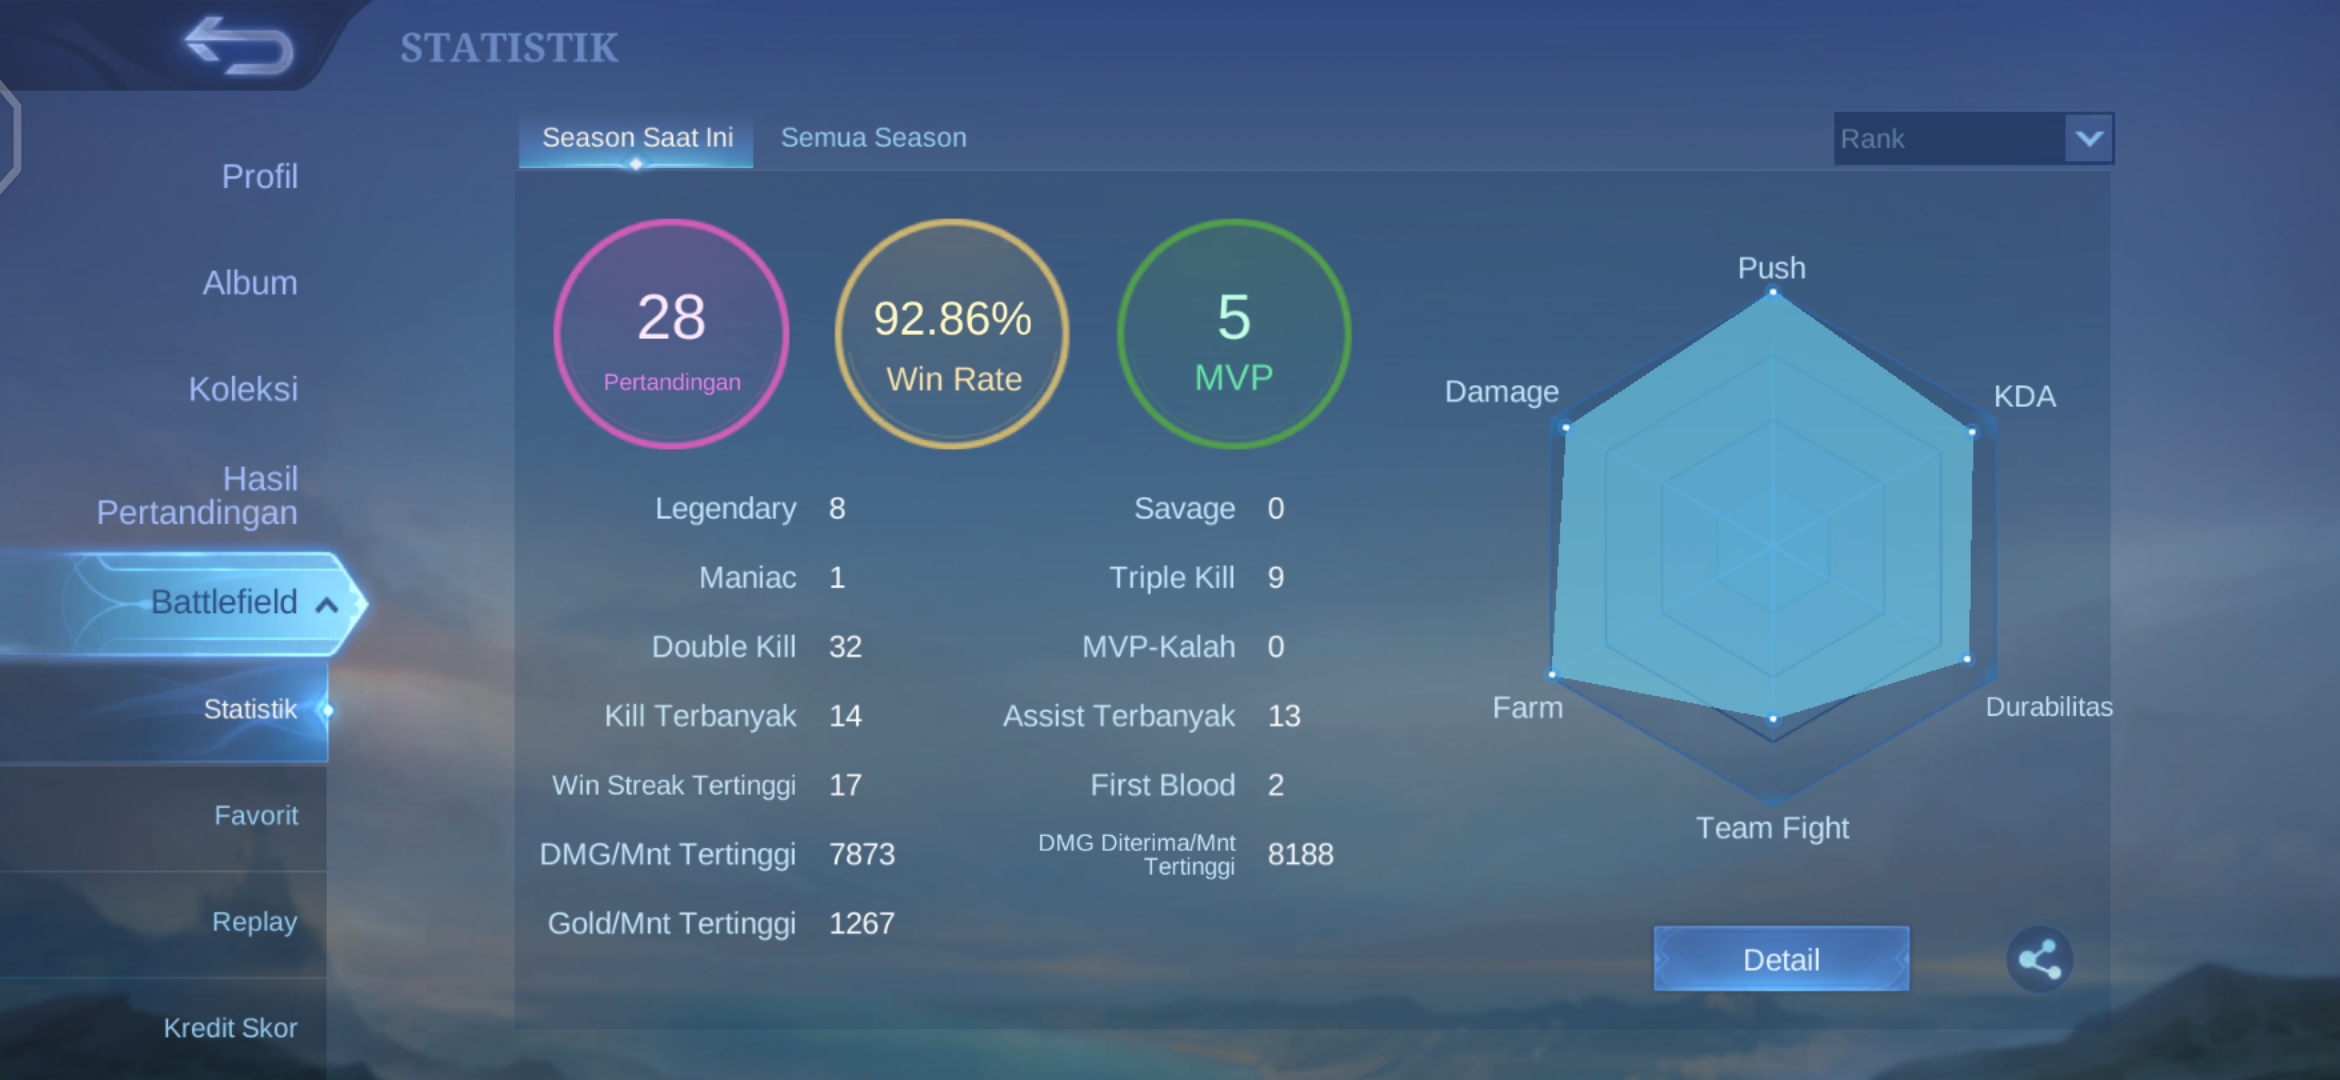 STATISTIK
Profil
Album
Koleksi
Hasil
Pertandingan
Battlefield
Statistik
Favorit
Replay
Kredit Skor
Season Saat Ini
Semua Season
Rank
28
Pertandingan
92.86%
Win Rate
5
MVP
Legendary 8
Savage 0
Maniac 1
Triple Kill 9
Double Kill 32
MVP-Kalah 0
Kill Terbanyak 14
Assist Terbanyak 13
Win Streak Tertinggi 17
First Blood 2
DMG/Mnt Tertinggi 7873
DMG Diterima/Mnt
Tertinggi 8188
Gold/Mnt Tertinggi 1267
Push
Damage
KDA
Farm
Durabilitas
Team Fight
Detail